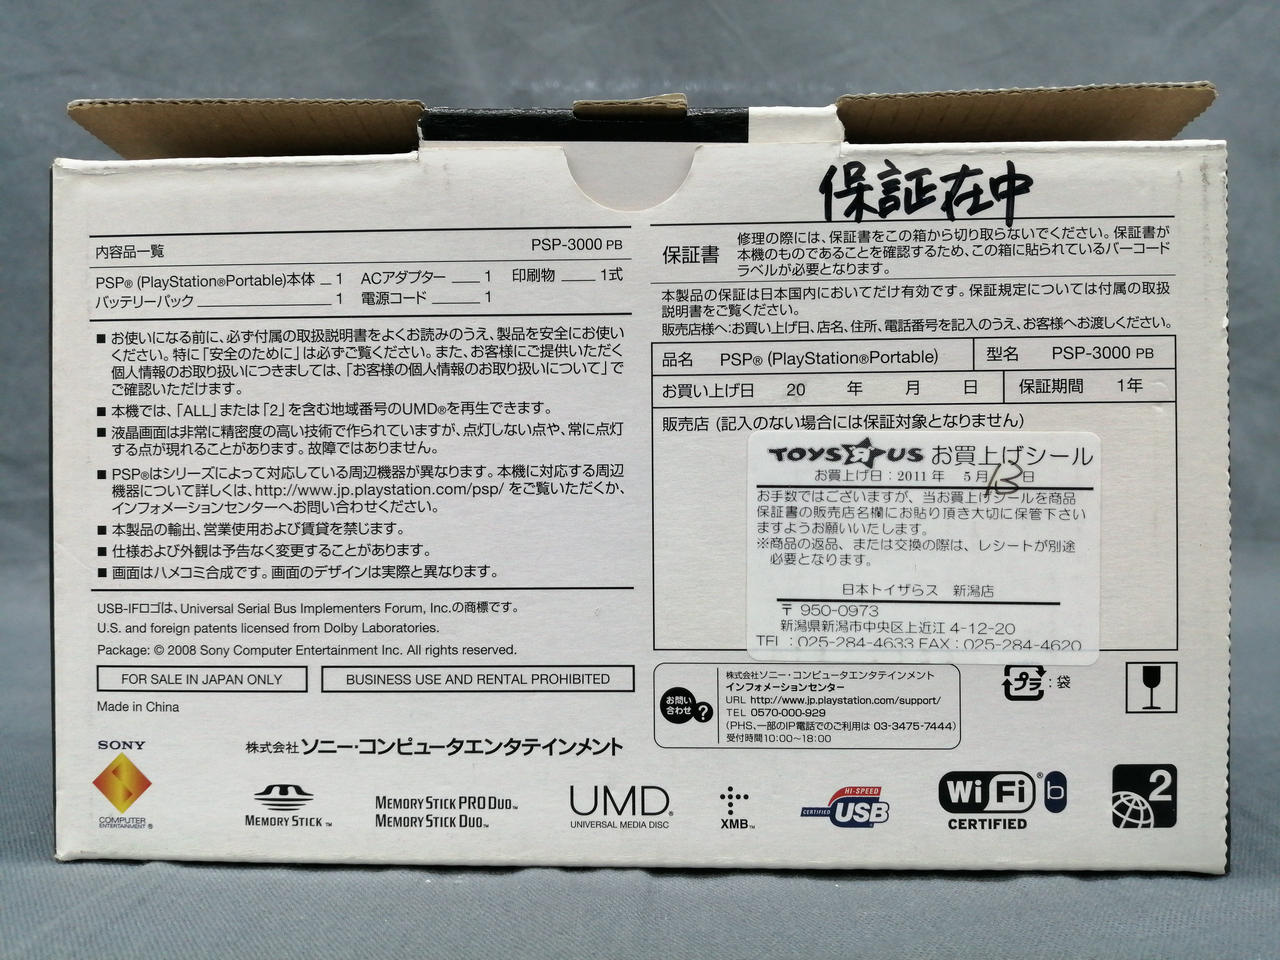 保証在中
内容品一覧 PSP-3000 PB
PSP® (PlayStation®Portable)本体 1 ACアダプター 1 印刷物 1式
バッテリーパック 1 電源コード 1
■ お使いになる前に、必ず付属の取扱説明書をよくお読みのうえ、製品を安全にお使い
ください。特に「安全のために」は必ずご覧ください。また、お客様にご提供いただく
個人情報のお取り扱いにつきましては、「お客様の個人情報のお取り扱いについて」で
ご確認いただけます。
■ 本機では、「ALL」または「2」を含む地域番号のUMD®を再生できます。
■ 液晶画面は非常に精密度の高い技術で作られていますが、点灯しない点や、常に点灯
する点が現れることがあります。故障ではありません。
■ PSP®はシリーズによって対応している周辺機器が異なります。本機に対応する周辺
機器について詳しくは、http://www.jp.playstation.com/psp/ をご覧いただくか、
インフォメーションセンターへお問い合わせください。
■ 本製品の輸出、営業使用および賃貸を禁じます。
■ 仕様および外観は予告なく変更することがあります。
■ 画面はハメコミ合成です。画面のデザインは実際と異なります。
USB-IFロゴは、Universal Serial Bus Implementers Forum, Inc.の商標です。
U.S. and foreign patents licensed from Dolby Laboratories.
Package: © 2008 Sony Computer Entertainment Inc. All rights reserved.
FOR SALE IN JAPAN ONLY
BUSINESS USE AND RENTAL PROHIBITED
Made in China
保証書
修理の際には、保証書をこの箱から切り取らないでください。保証書が
本機のものであることを確認するため、この箱に貼られているバーコード
ラベルが必要となります。
本製品の保証は日本国内においてだけ有効です。保証規定については付属の取扱
説明書をご覧ください。
販売店様へ:お買い上げ日、店名、住所、電話番号を記入のうえ、お客様へお渡しください。
品名 PSP® (PlayStation®Portable) 型名 PSP-3000 PB
お買い上げ日 20 年 月 日 保証期間 1年
販売店 (記入のない場合には保証対象となりません)
TOYS R US お買上げシール
お買上げ日:2011 年 5月13日
お手数ではございますが、当お買上げシールを商品
保証書の販売店名欄にお貼り頂き大切に保管下さい
ますようお願いいたします。
※商品の返品、または交換の際は、レシートが別途
必要となります。
日本トイザらス 新潟店
〒 950-0973
新潟県新潟市中央区上近江 4-12-20
TEL:025-284-4633 FAX:025-284-4620
お問い
合わせ ?
株式会社ソニー・コンピュータエンタテインメント
インフォメーションセンター
URL http://www.jp.playstation.com/support/
TEL 0570-000-929
(PHS、一部のIP電話でのご利用は 03-3475-7444)
受付時間10:00~18:00
プラ :袋
SONY
COMPUTER
ENTERTAINMENT ®
株式会社ソニー・コンピュータエンタテインメント
MEMORY STICK ™
MEMORY STICK PRO DUO™
MEMORY STICK DUO™
UMD®
UNIVERSAL MEDIA DISC
XMB™
CERTIFIED HI-SPEED USB
Wi Fi ® b
CERTIFIED
2